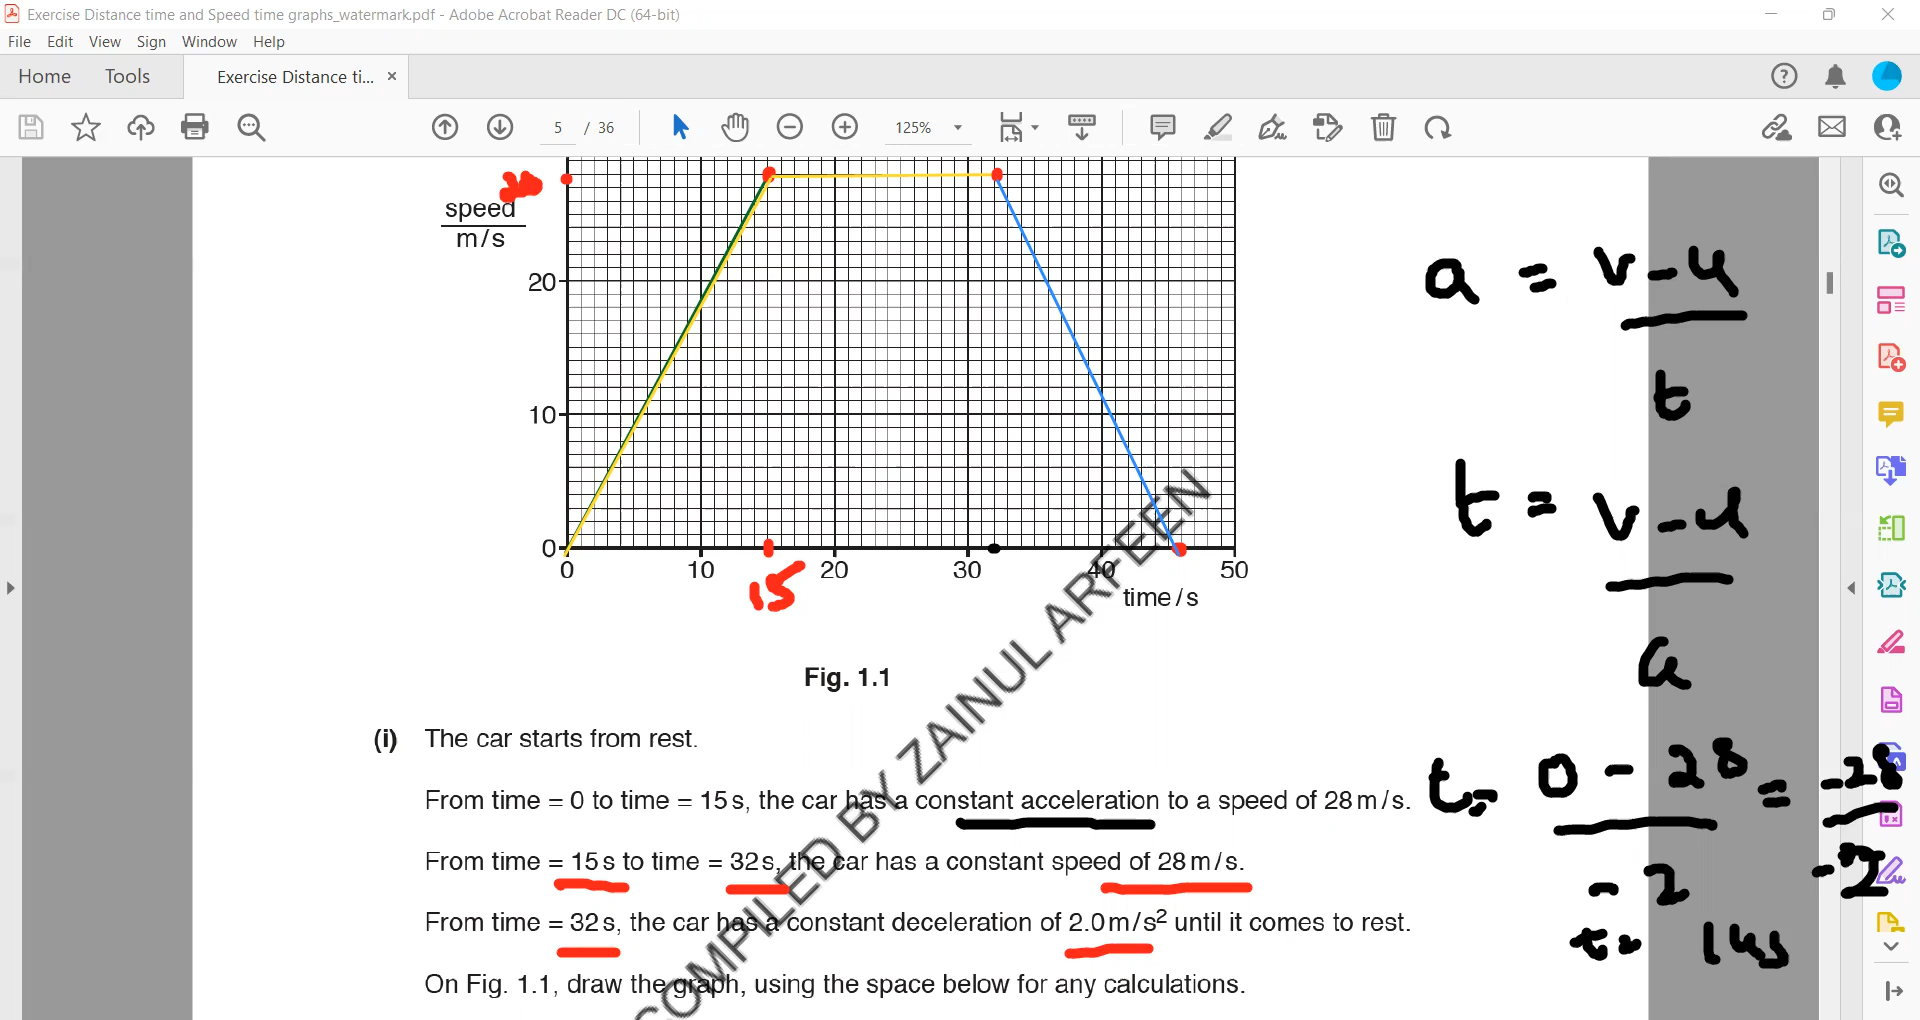 Exercise Distance time and Speed time graphs_watermark.pdf - Adobe Acrobat Reader DC (64-bit)
File Edit View Sign Window Help
Home Tools Exercise Distance ti... ×
5 / 36 125%
speed
m/s
20
10
0
0 10 20 30 40 50
15
time/s
Fig. 1.1
(i) The car starts from rest.
From time = 0 to time = 15 s, the car has a constant acceleration to a speed of 28 m/s.
From time = 15 s to time = 32 s, the car has a constant speed of 28 m/s.
From time = 32 s, the car has a constant deceleration of 2.0 m/s² until it comes to rest.
On Fig. 1.1, draw the graph, using the space below for any calculations.
COMPILED BY ZAINUL ARFEEN
a = v-u
t
t = v-u
a
t = 0 - 28 = -28
-2 -2
t = 14s